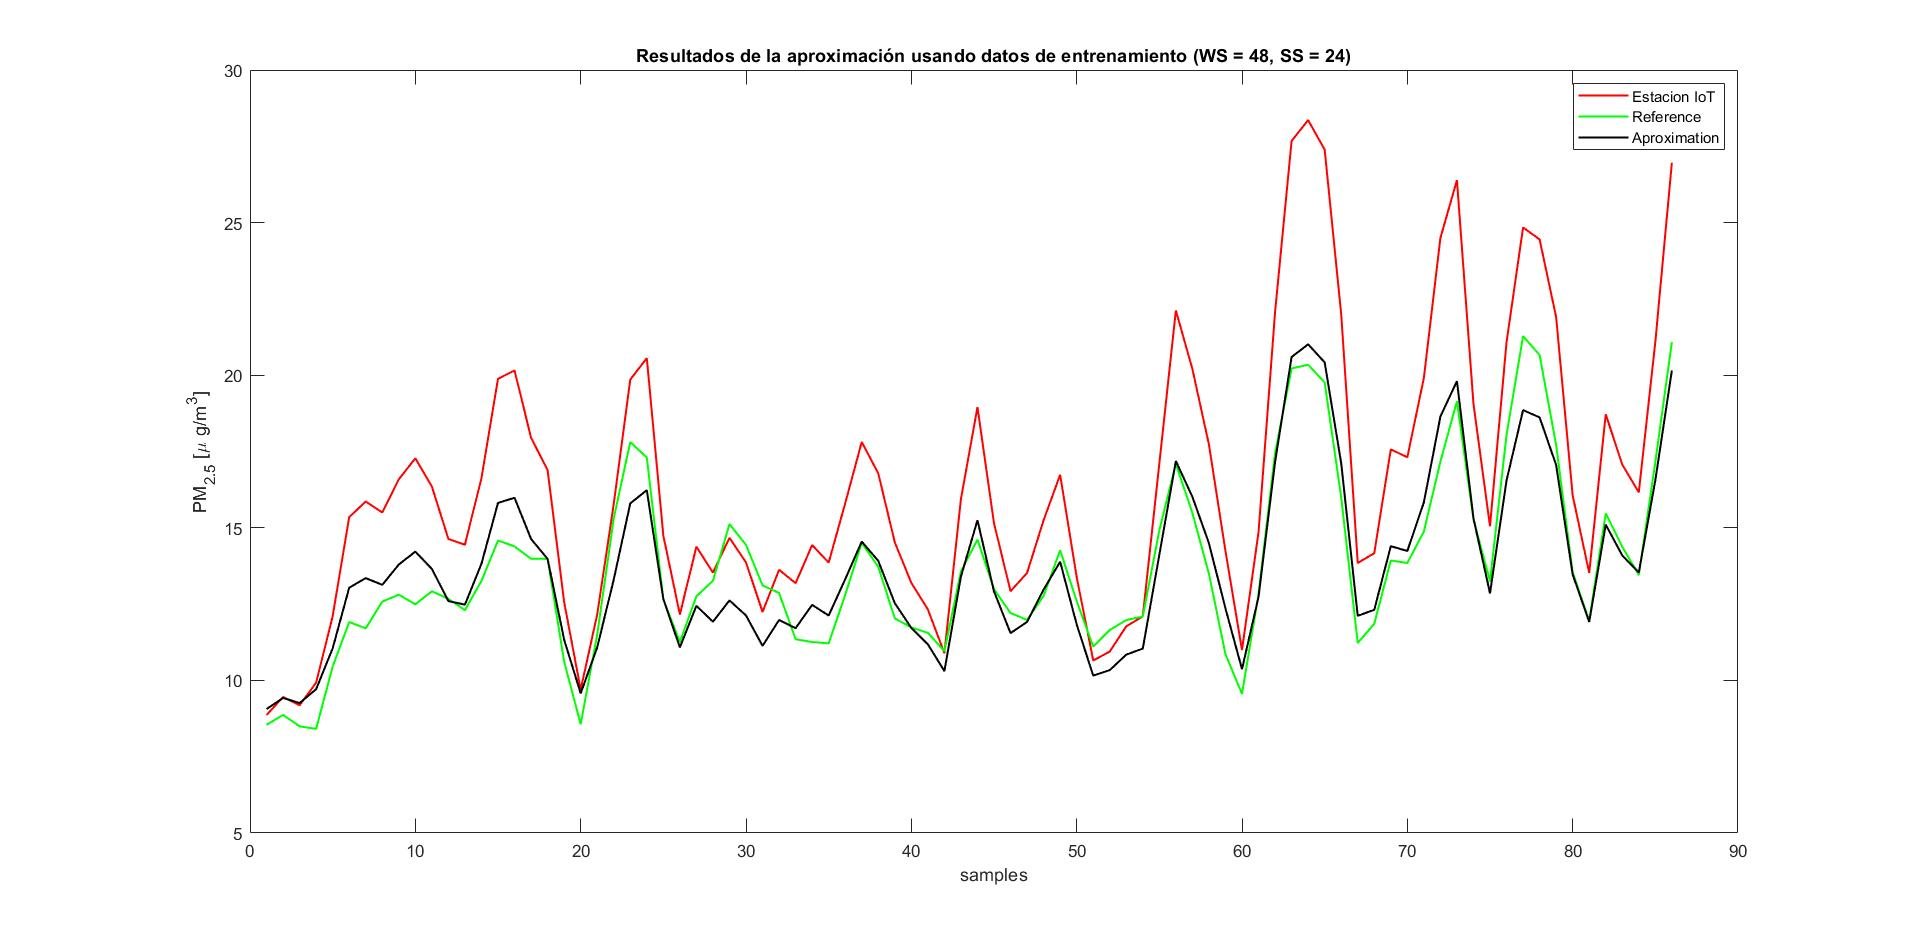 Resultados de la aproximación usando datos de entrenamiento (WS = 48, SS = 24)
30
25
20
15
10
5
PM2.5 [μ g/m3]
Estacion IoT
Reference
Aproximation
0 10 20 30 40 50 60 70 80 90
samples